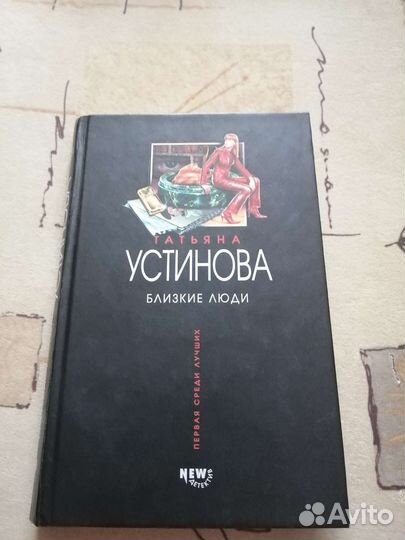 ТАТЬЯНА
УСТИНОВА
БЛИЗКИЕ ЛЮДИ
ПЕРВАЯ СРЕДИ ЛУЧШИХ
NEW
ДЕТЕКТИВ
Avito